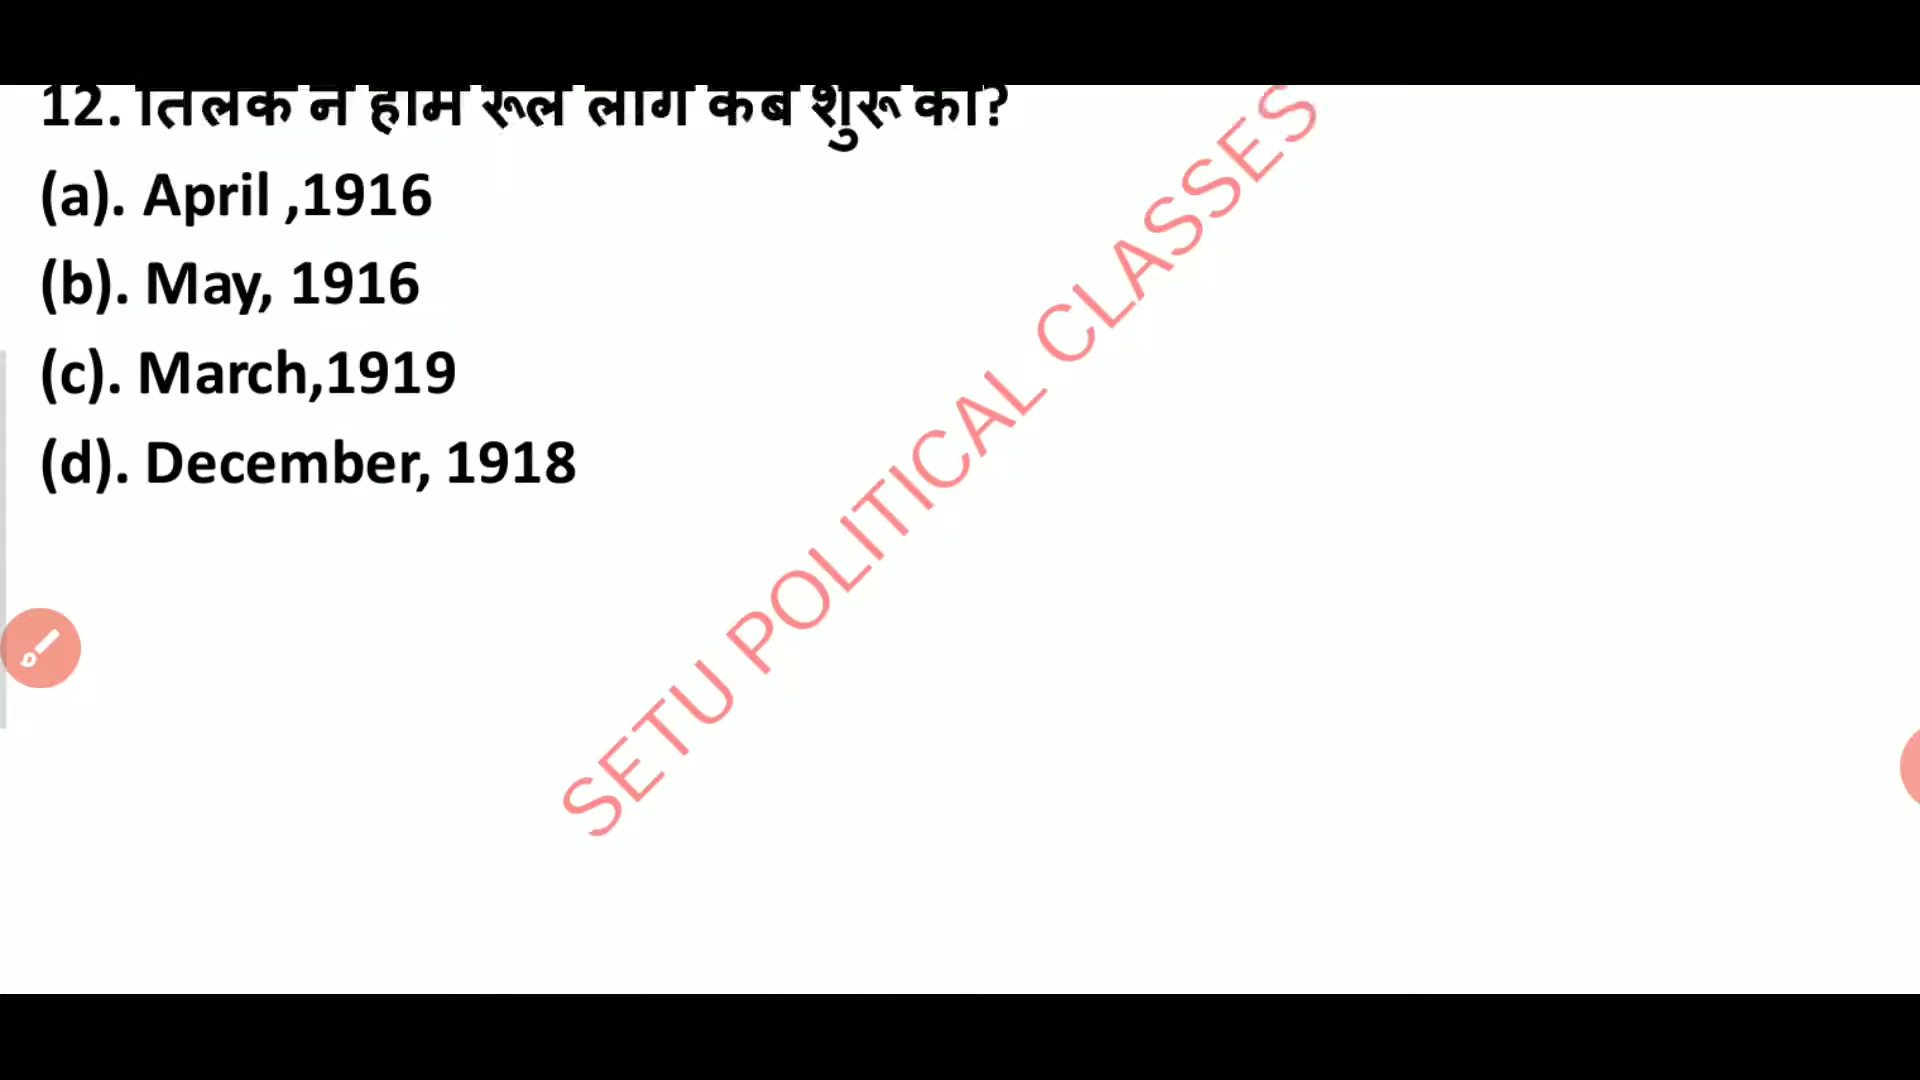 12. तिलक ने होम रूल लीग कब शुरू की?
(a). April ,1916
(b). May, 1916
(c). March,1919
(d). December, 1918
SETU POLITICAL CLASSES